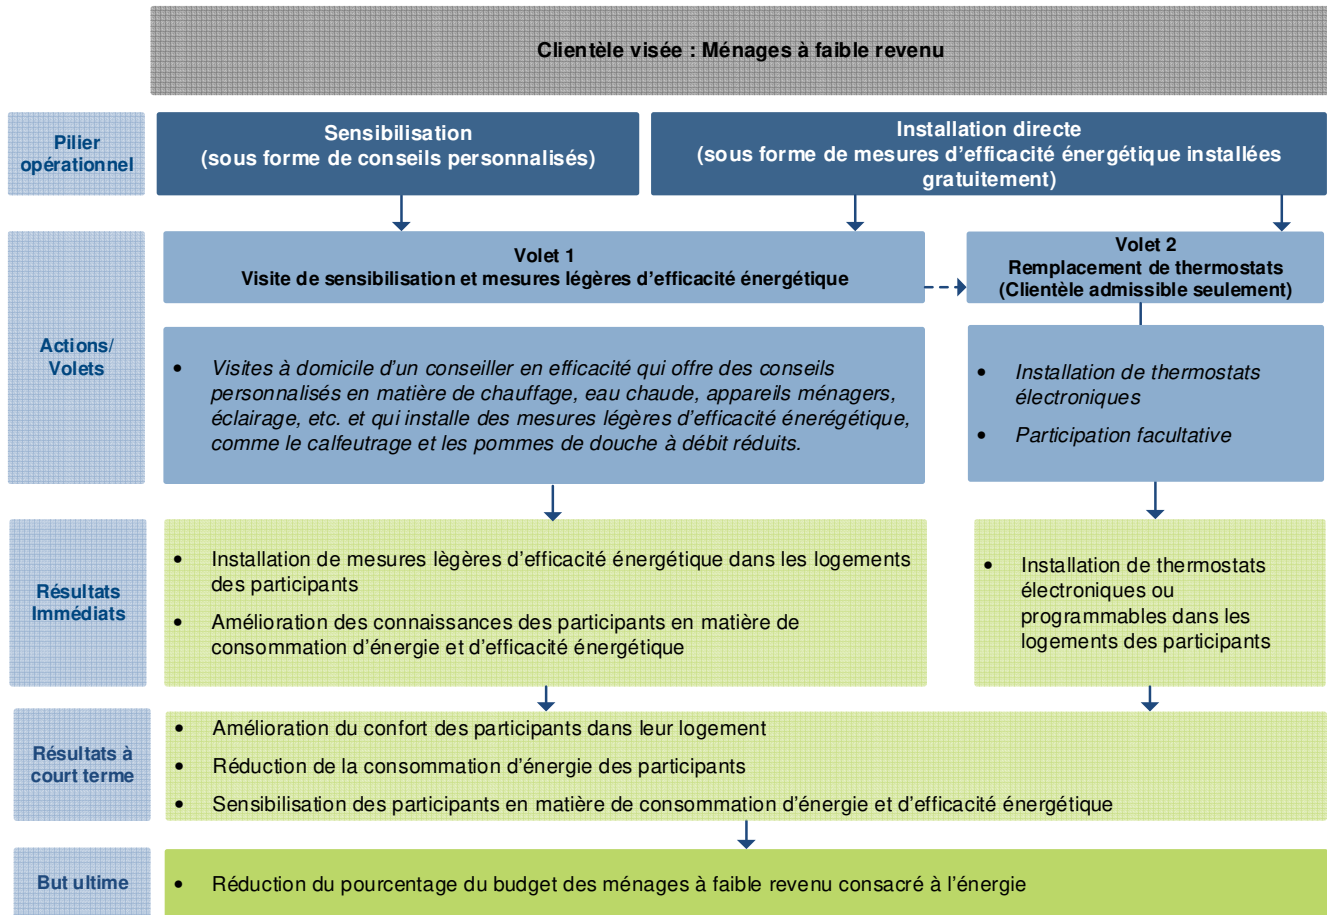 Clientèle visée : Ménages à faible revenu
Pilier
opérationnel
Sensibilisation
(sous forme de conseils personnalisés)
Installation directe
(sous forme de mesures d'efficacité énergétique installées
gratuitement)
Actions/
Volets
Volet 1
Visite de sensibilisation et mesures légères d'efficacité énergétique
Volet 2
Remplacement de thermostats
(Clientèle admissible seulement)
• Visites à domicile d'un conseiller en efficacité qui offre des conseils
personnalisés en matière de chauffage, eau chaude, appareils ménagers,
éclairage, etc. et qui installe des mesures légères d'efficacité énerégétique,
comme le calfeutrage et les pommes de douche à débit réduits.
• Installation de thermostats
électroniques
• Participation facultative
Résultats
Immédiats
• Installation de mesures lègères d'efficacité énergétique dans les logements
des participants
• Amélioration des connaissances des participants en matière de
consommation d'énergie et d'efficacité énergétique
• Installation de thermostats
électroniques ou
programmables dans les
logements des participants
Résultats à
court terme
• Amélioration du confort des participants dans leur logement
• Réduction de la consommation d'énergie des participants
• Sensibilisation des participants en matière de consommation d'énergie et d'efficacité énergétique
But ultime
• Réduction du pourcentage du budget des ménages à faible revenu consacré à l'énergie